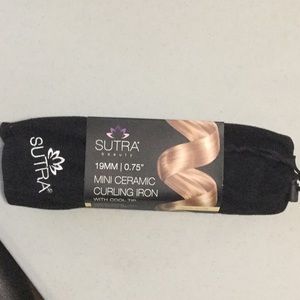 SUTRA®
SUTRA®
beauty
19MM | 0.75"
MINI CERAMIC
CURLING IRON
WITH COOL TIP